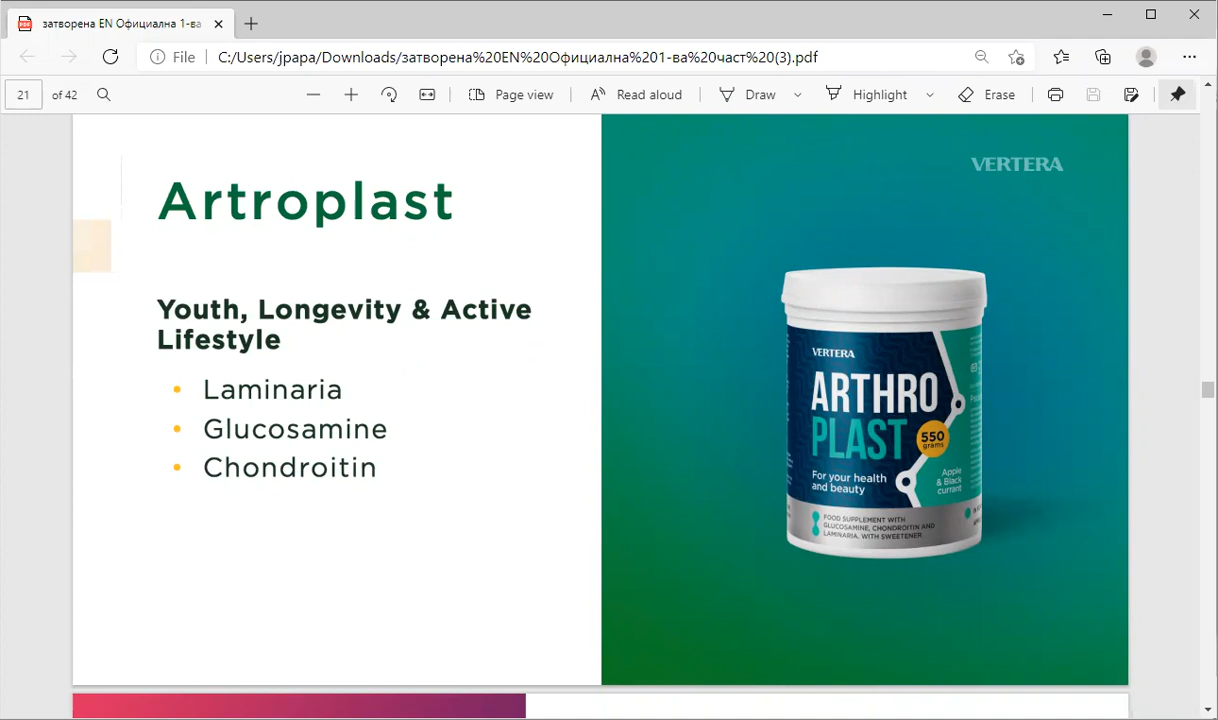 затворена EN Официална 1-ва
File
C:/Users/jpapa/Downloads/затворена%20EN%20Официална%201-ва%20част%20(3).pdf
21 of 42
Page view
Read aloud
Draw
Highlight
Erase
VERTERA
Artroplast
Youth, Longevity & Active
Lifestyle
• Laminaria
• Glucosamine
• Chondroitin
VERTERA
ARTHRO
PLAST
550
grams
For your health
and beauty
Apple
& Black
currant
FOOD SUPPLEMENT WITH
GLUCOSAMINE, CHONDROITIN AND
LAMINARIA, WITH SWEETENER